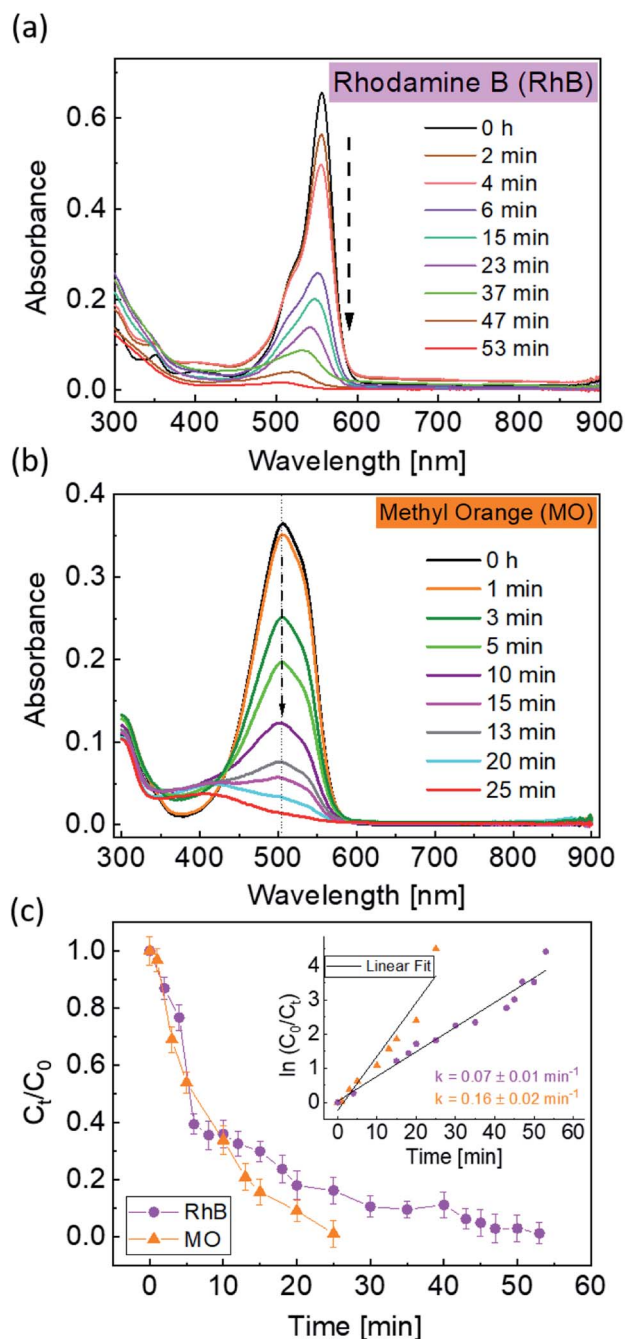 (a)
Rhodamine B (RhB)
0 h
2 min
4 min
6 min
15 min
23 min
37 min
47 min
53 min
Absorbance
0.6
0.4
0.2
0.0
300 400 500 600 700 800 900
Wavelength [nm]
(b)
Methyl Orange (MO)
0 h
1 min
3 min
5 min
10 min
15 min
13 min
20 min
25 min
Absorbance
0.4
0.3
0.2
0.1
0.0
300 400 500 600 700 800 900
Wavelength [nm]
(c)
Cₜ/C₀
1.0
0.8
0.6
0.4
0.2
0.0
RhB
MO
Linear Fit
ln (C₀/Cₜ)
4
3
2
1
0
k = 0.07 ± 0.01 min⁻¹
k = 0.16 ± 0.02 min⁻¹
0 10 20 30 40 50 60
Time [min]
0 10 20 30 40 50 60
Time [min]